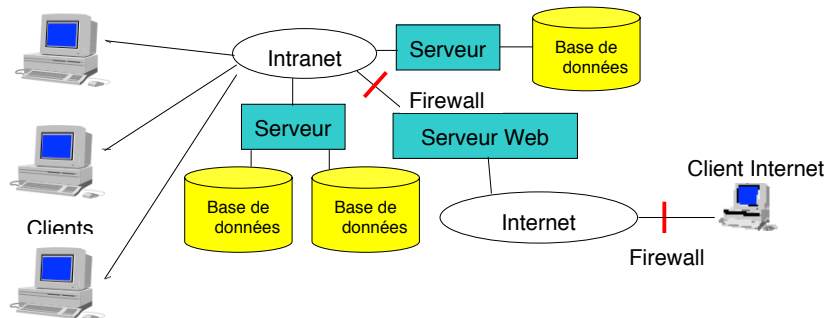 Intranet
Serveur
Base de
données
Firewall
Serveur
Serveur Web
Base de
données
Base de
données
Clients
Client Internet
Internet
Firewall